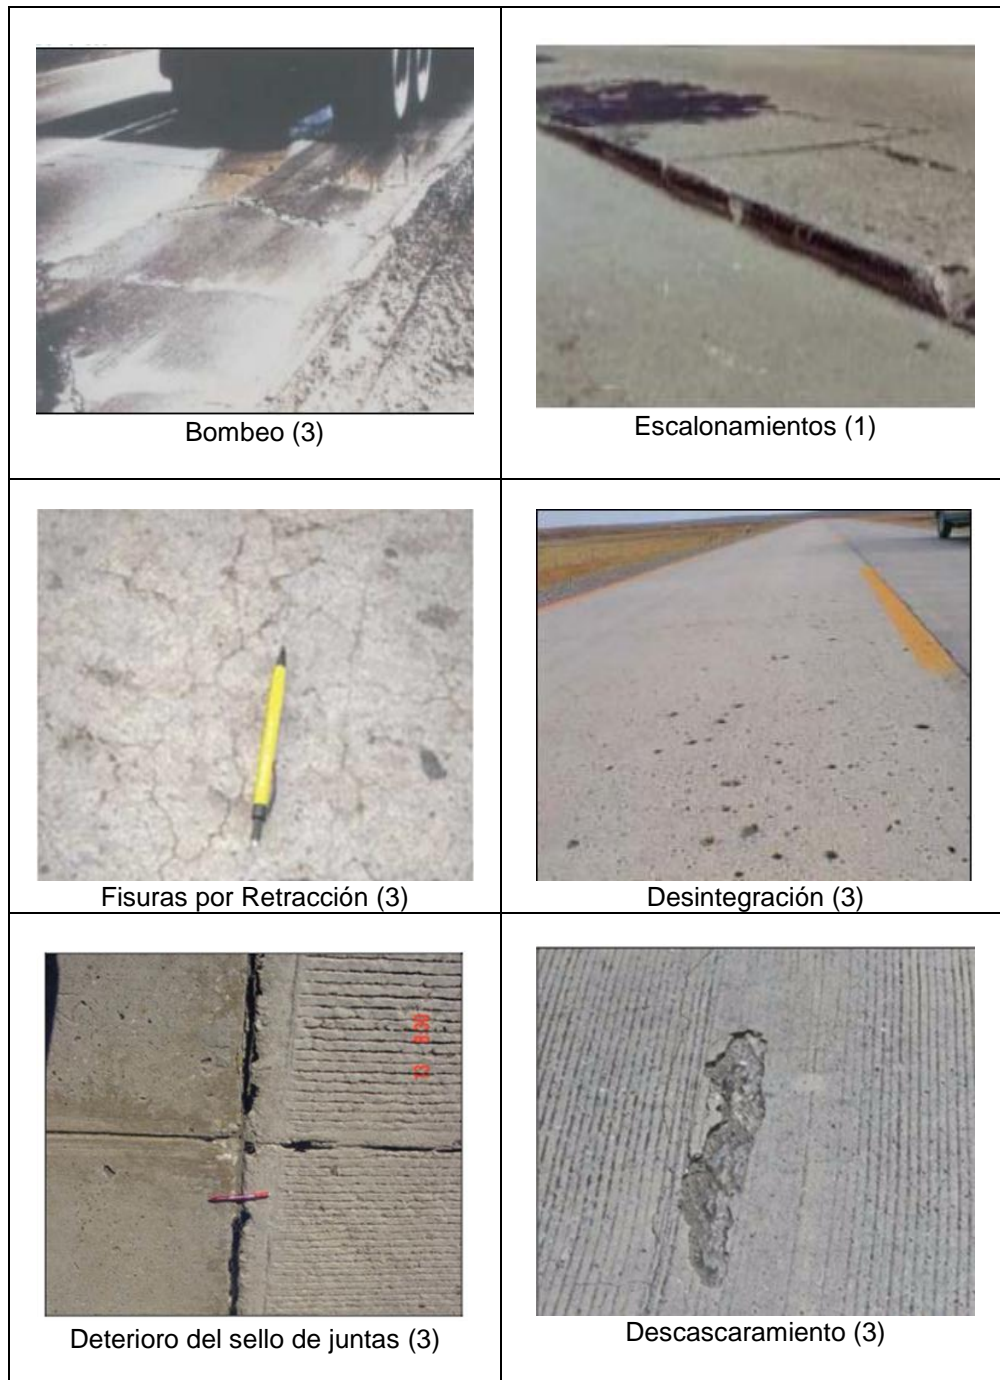 Bombeo (3)
Escalonamientos (1)
Fisuras por Retracción (3)
Desintegración (3)
Deterioro del sello de juntas (3)
Descascaramiento (3)